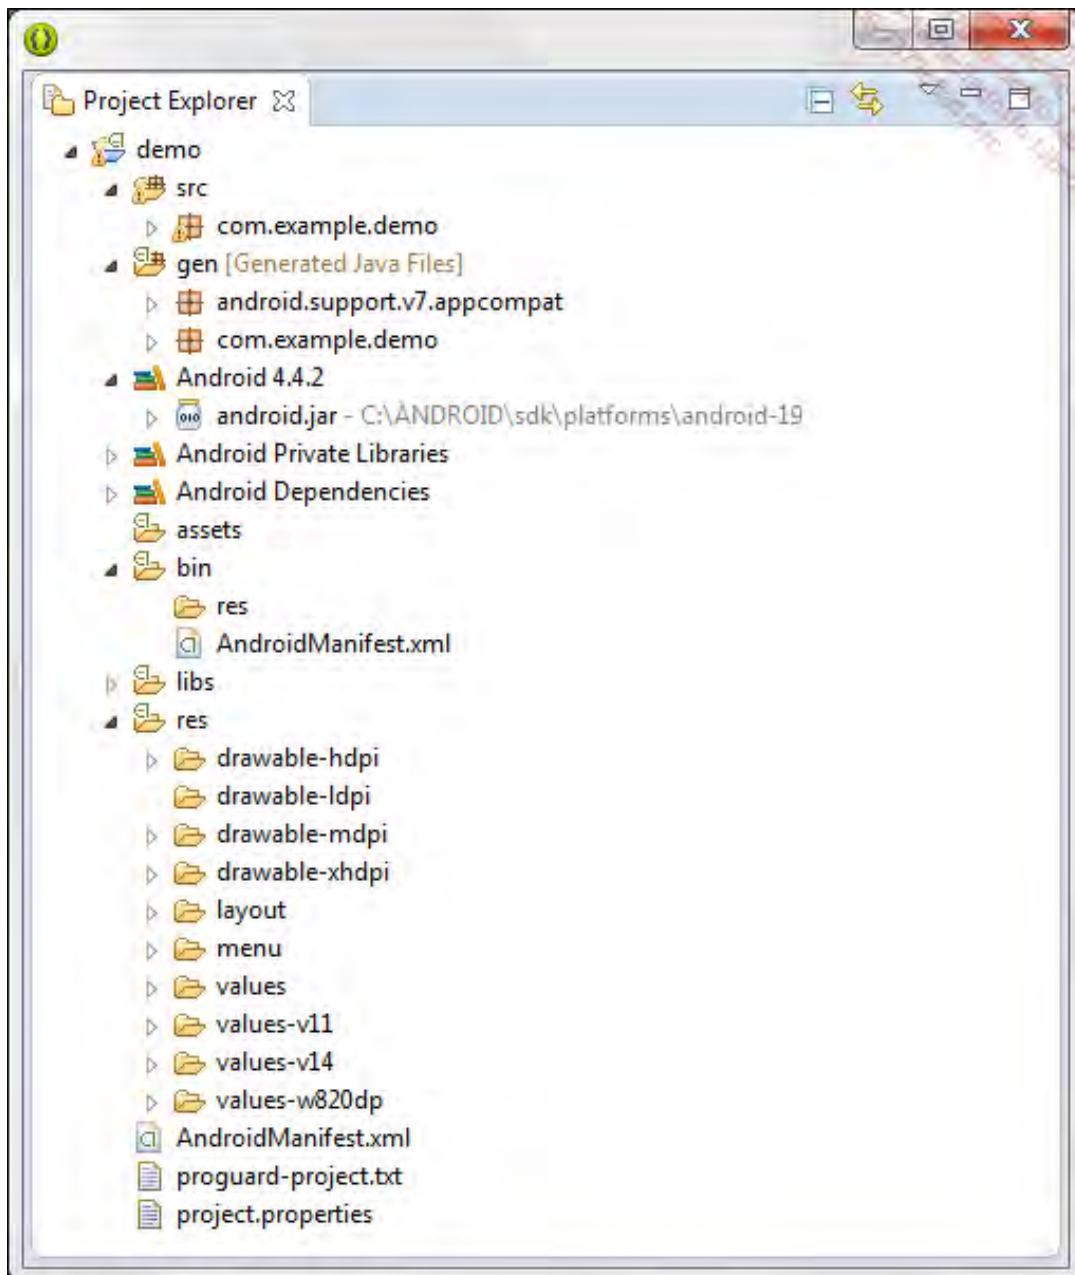 Project Explorer
demo
src
com.example.demo
gen [Generated Java Files]
android.support.v7.appcompat
com.example.demo
Android 4.4.2
android.jar - C:\ANDROID\sdk\platforms\android-19
Android Private Libraries
Android Dependencies
assets
bin
res
AndroidManifest.xml
libs
res
drawable-hdpi
drawable-ldpi
drawable-mdpi
drawable-xhdpi
layout
menu
values
values-v11
values-v14
values-w820dp
AndroidManifest.xml
proguard-project.txt
project.properties